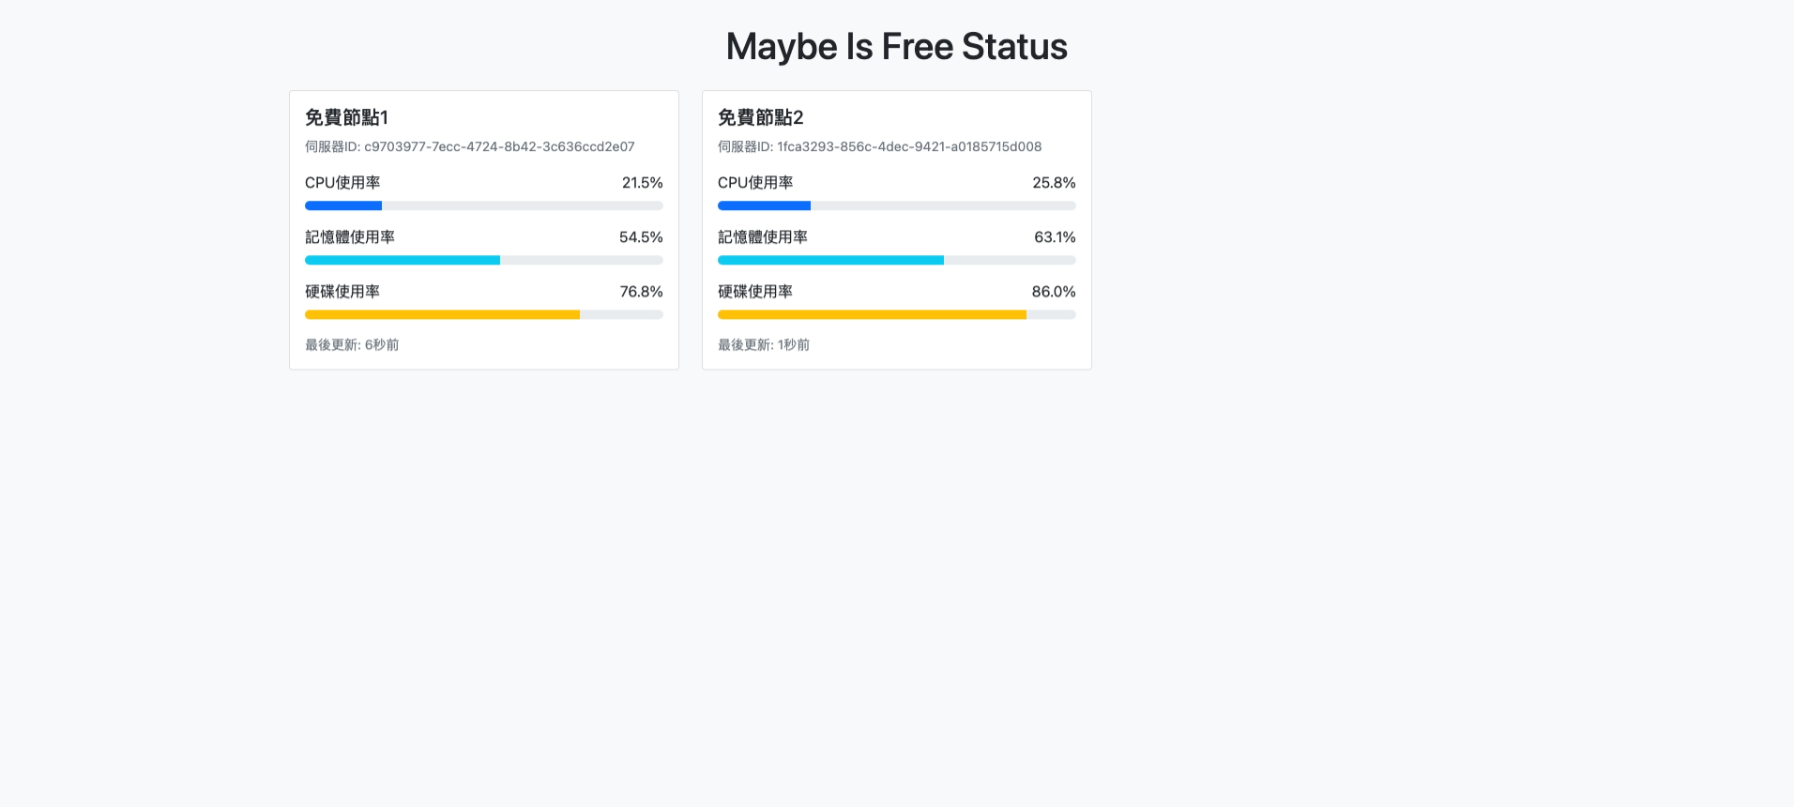 Maybe Is Free Status
免費節點1
伺服器ID: c9703977-7ecc-4724-8b42-3c636ccd2e07
CPU使用率 21.5%
記憶體使用率 54.5%
硬碟使用率 76.8%
最後更新: 6秒前
免費節點2
伺服器ID: 1fca3293-856c-4dec-9421-a0185715d008
CPU使用率 25.8%
記憶體使用率 63.1%
硬碟使用率 86.0%
最後更新: 1秒前